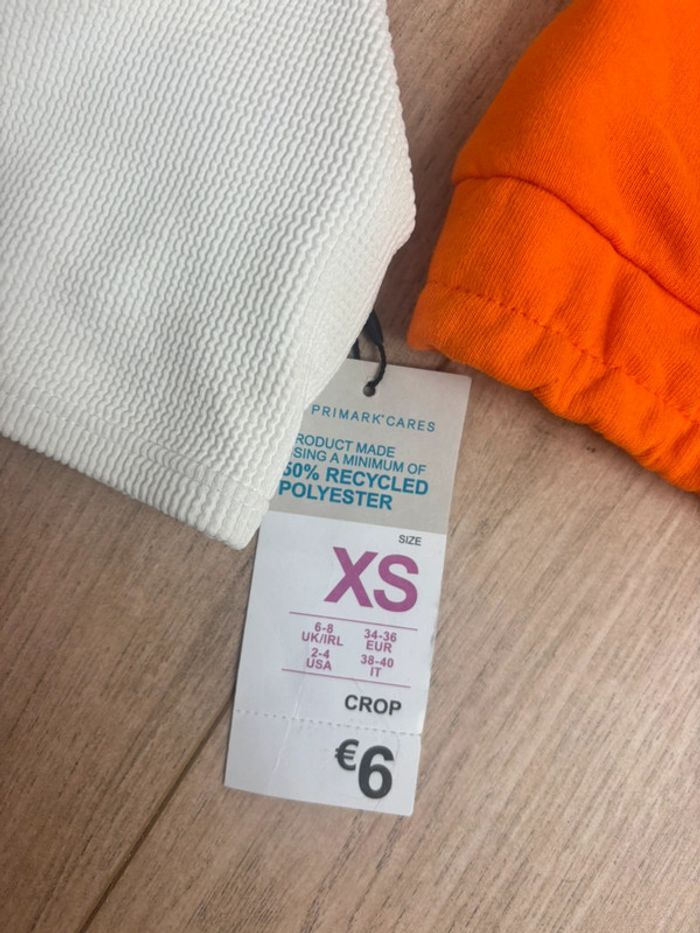 PRIMARK® CARES
RODUCT MADE
SING A MINIMUM OF
50% RECYCLED
POLYESTER
SIZE
XS
6-8 34-36
UK/IRL EUR
2-4 38-40
USA IT
CROP
€6